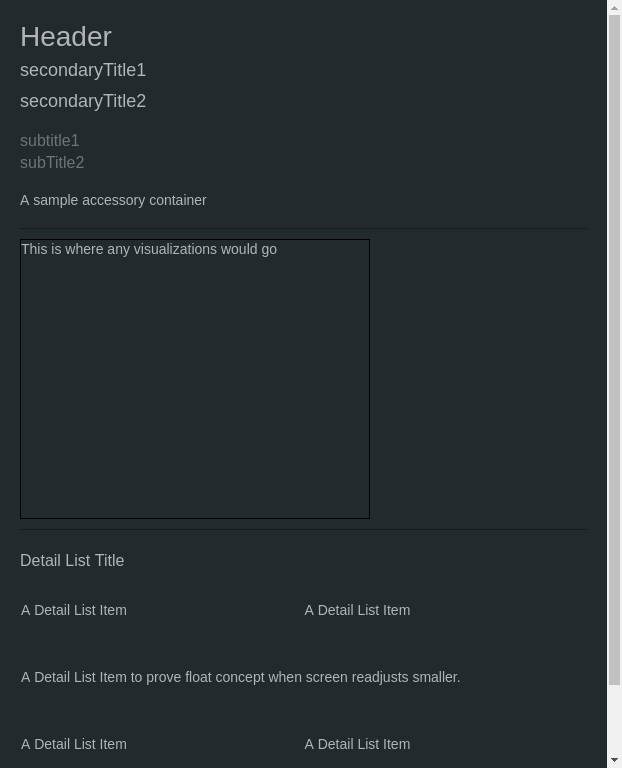 Header
secondaryTitle1
secondaryTitle2
subtitle1
subTitle2
A sample accessory container
This is where any visualizations would go
Detail List Title
A Detail List Item
A Detail List Item
A Detail List Item to prove float concept when screen readjusts smaller.
A Detail List Item
A Detail List Item